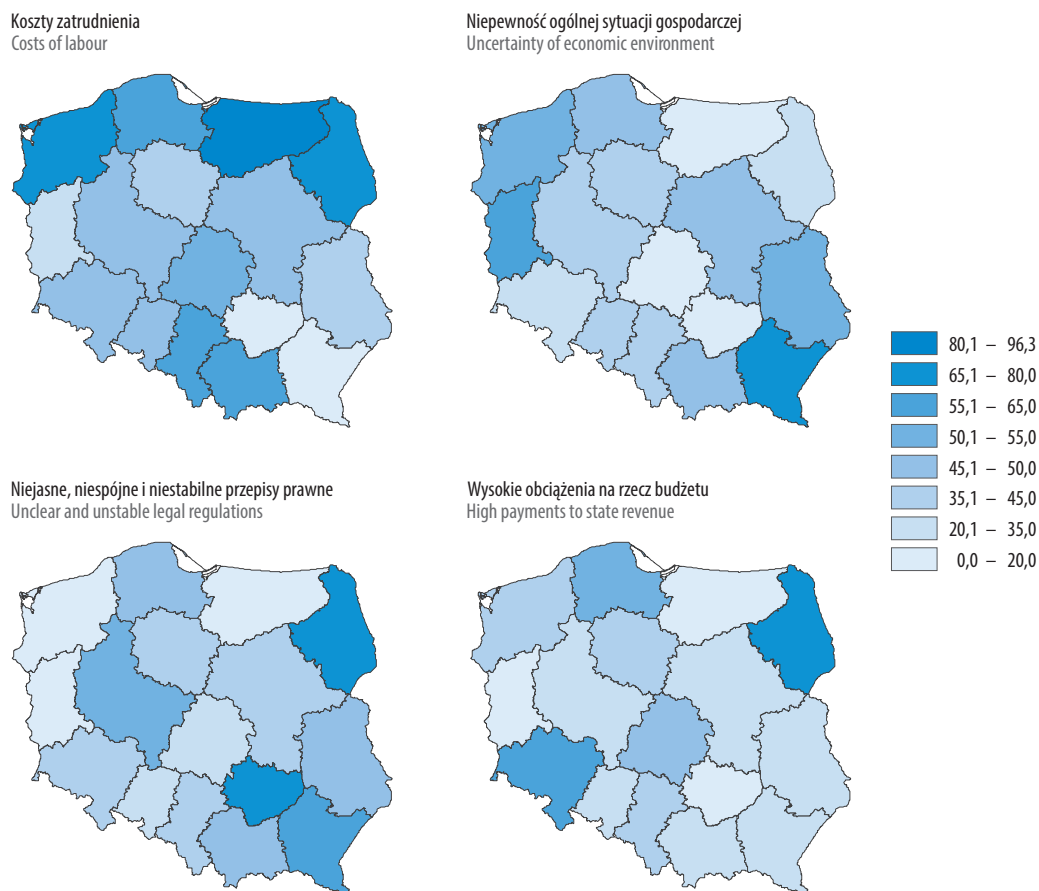 Koszty zatrudnienia
Costs of labour
Niepewność ogólnej sytuacji gospodarczej
Uncertainty of economic environment
80,1 – 96,3
65,1 – 80,0
55,1 – 65,0
50,1 – 55,0
45,1 – 50,0
35,1 – 45,0
20,1 – 35,0
0,0 – 20,0
Niejasne, niespójne i niestabilne przepisy prawne
Unclear and unstable legal regulations
Wysokie obciążenia na rzecz budżetu
High payments to state revenue